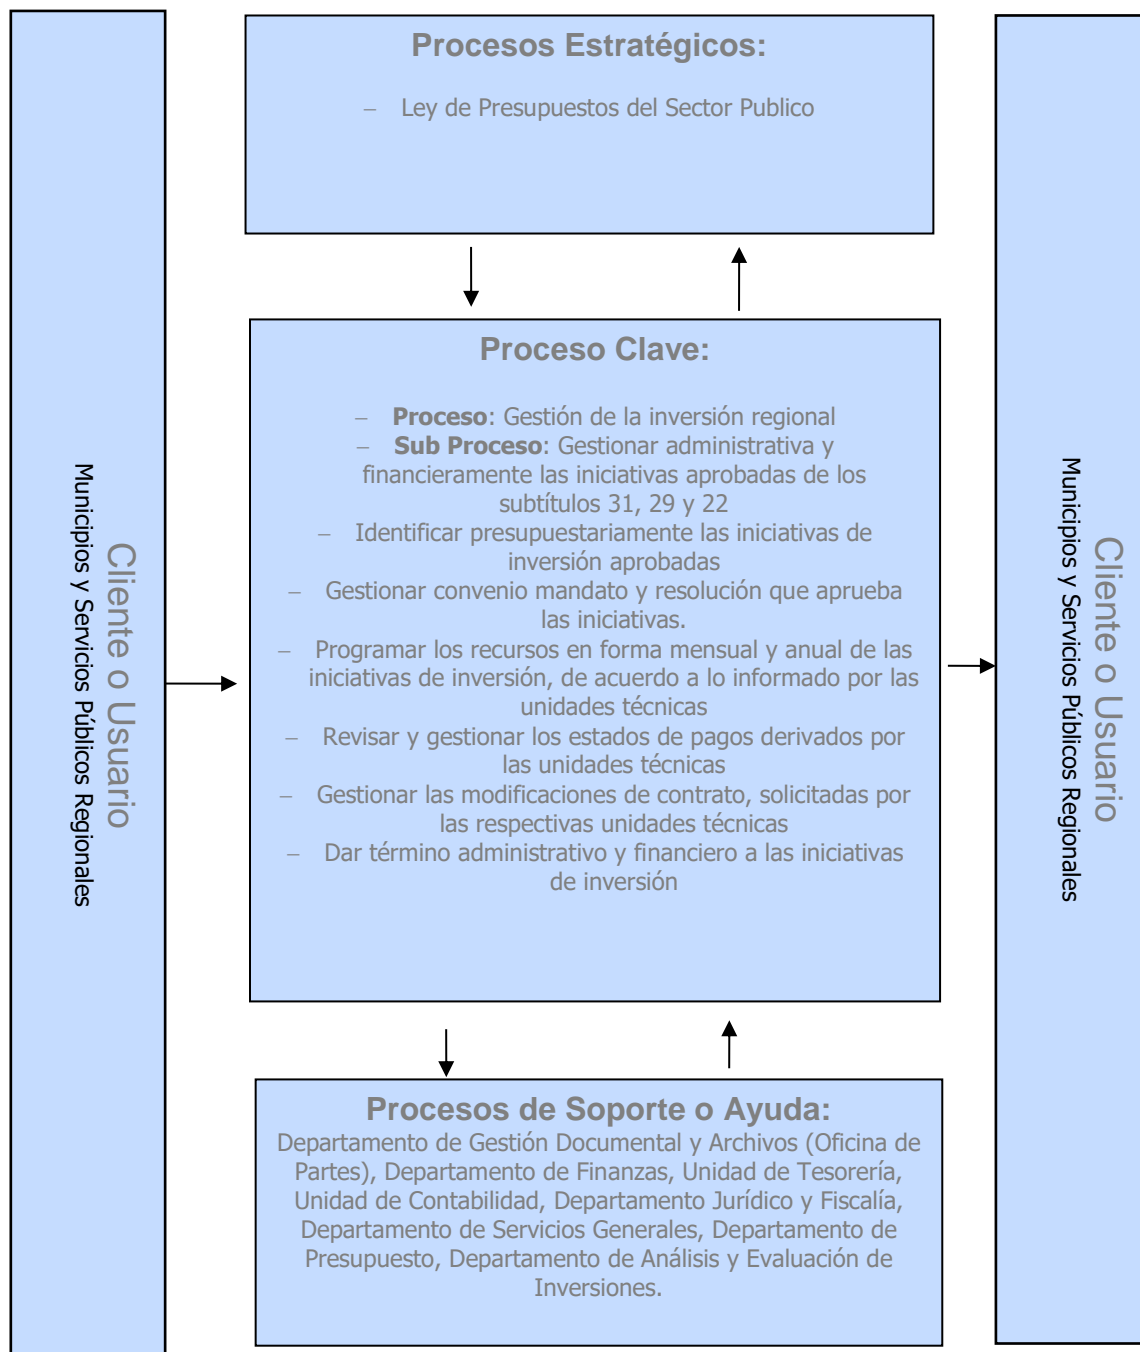 Cliente o Usuario
Municipios y Servicios Públicos Regionales
Procesos Estratégicos:
– Ley de Presupuestos del Sector Publico
Proceso Clave:
– Proceso: Gestión de la inversión regional
– Sub Proceso: Gestionar administrativa y
financieramente las iniciativas aprobadas de los
subtítulos 31, 29 y 22
– Identificar presupuestariamente las iniciativas de
inversión aprobadas
– Gestionar convenio mandato y resolución que aprueba
las iniciativas.
– Programar los recursos en forma mensual y anual de las
iniciativas de inversión, de acuerdo a lo informado por las
unidades técnicas
– Revisar y gestionar los estados de pagos derivados por
las unidades técnicas
– Gestionar las modificaciones de contrato, solicitadas por
las respectivas unidades técnicas
– Dar término administrativo y financiero a las iniciativas
de inversión
Procesos de Soporte o Ayuda:
Departamento de Gestión Documental y Archivos (Oficina de
Partes), Departamento de Finanzas, Unidad de Tesorería,
Unidad de Contabilidad, Departamento Jurídico y Fiscalía,
Departamento de Servicios Generales, Departamento de
Presupuesto, Departamento de Análisis y Evaluación de
Inversiones.
Cliente o Usuario
Municipios y Servicios Públicos Regionales